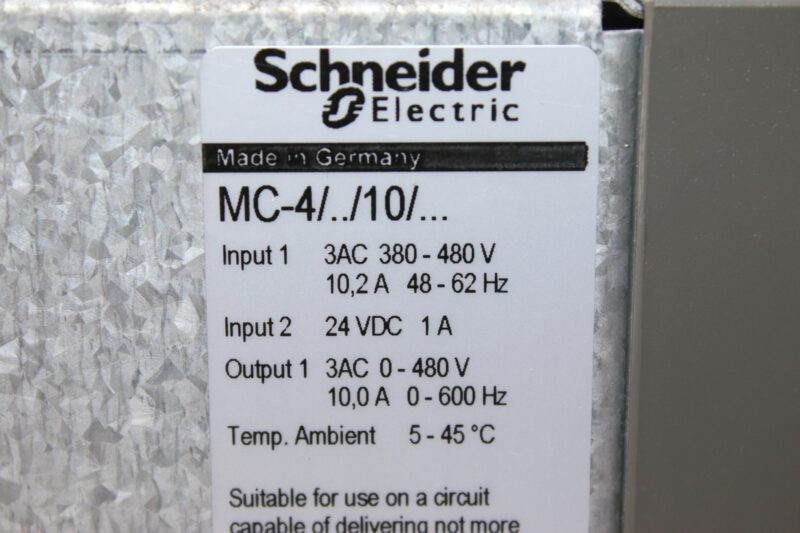 Schneider
Electric
Made in Germany
MC-4/../10/...
Input 1 3AC 380 - 480 V
10,2 A 48 - 62 Hz
Input 2 24 VDC 1 A
Output 1 3AC 0 - 480 V
10,0 A 0 - 600 Hz
Temp. Ambient 5 - 45 °C
Suitable for use on a circuit
capable of delivering not more